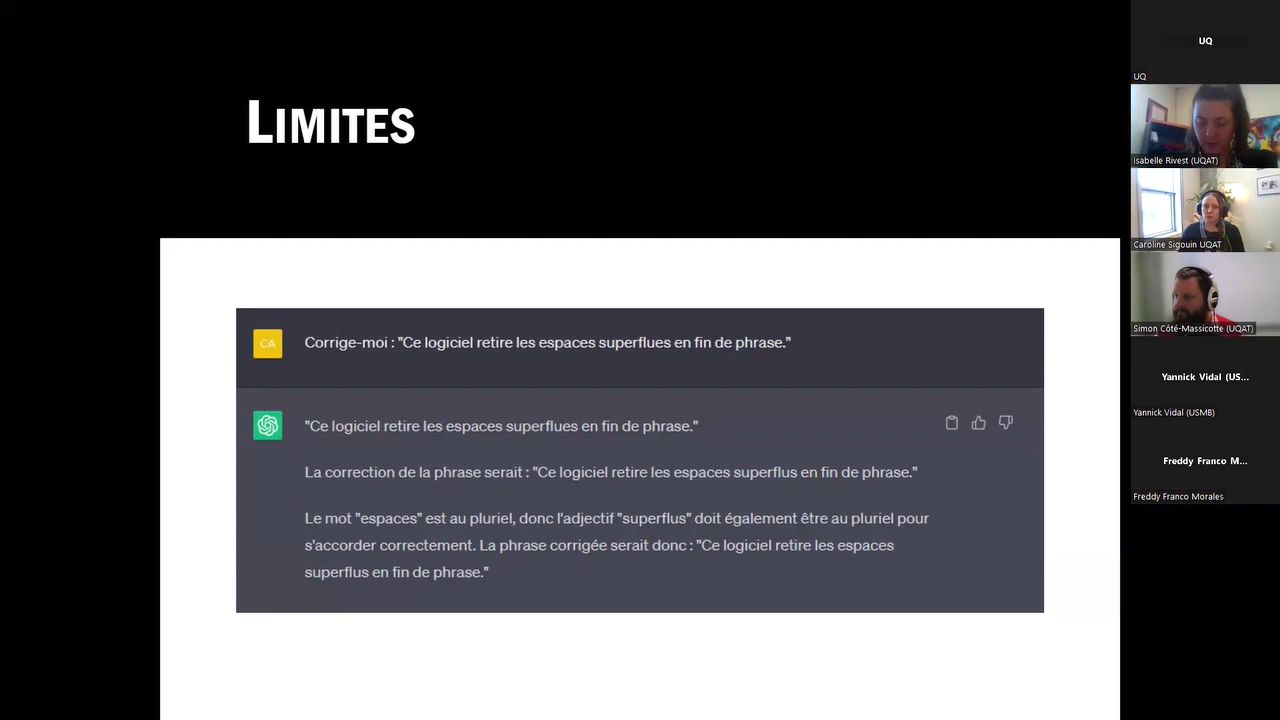 LIMITES
CA
Corrige-moi : "Ce logiciel retire les espaces superflues en fin de phrase."
"Ce logiciel retire les espaces superflues en fin de phrase."
La correction de la phrase serait : "Ce logiciel retire les espaces superflus en fin de phrase."
Le mot "espaces" est au pluriel, donc l'adjectif "superflus" doit également être au pluriel pour
s'accorder correctement. La phrase corrigée serait donc : "Ce logiciel retire les espaces
superflus en fin de phrase."
UQ
UQ
Isabelle Rivest (UQAT)
Caroline Sigouin UQAT
Simon Côté-Massicotte (UQAT)
Yannick Vidal (US...
Yannick Vidal (USMB)
Freddy Franco M...
Freddy Franco Morales